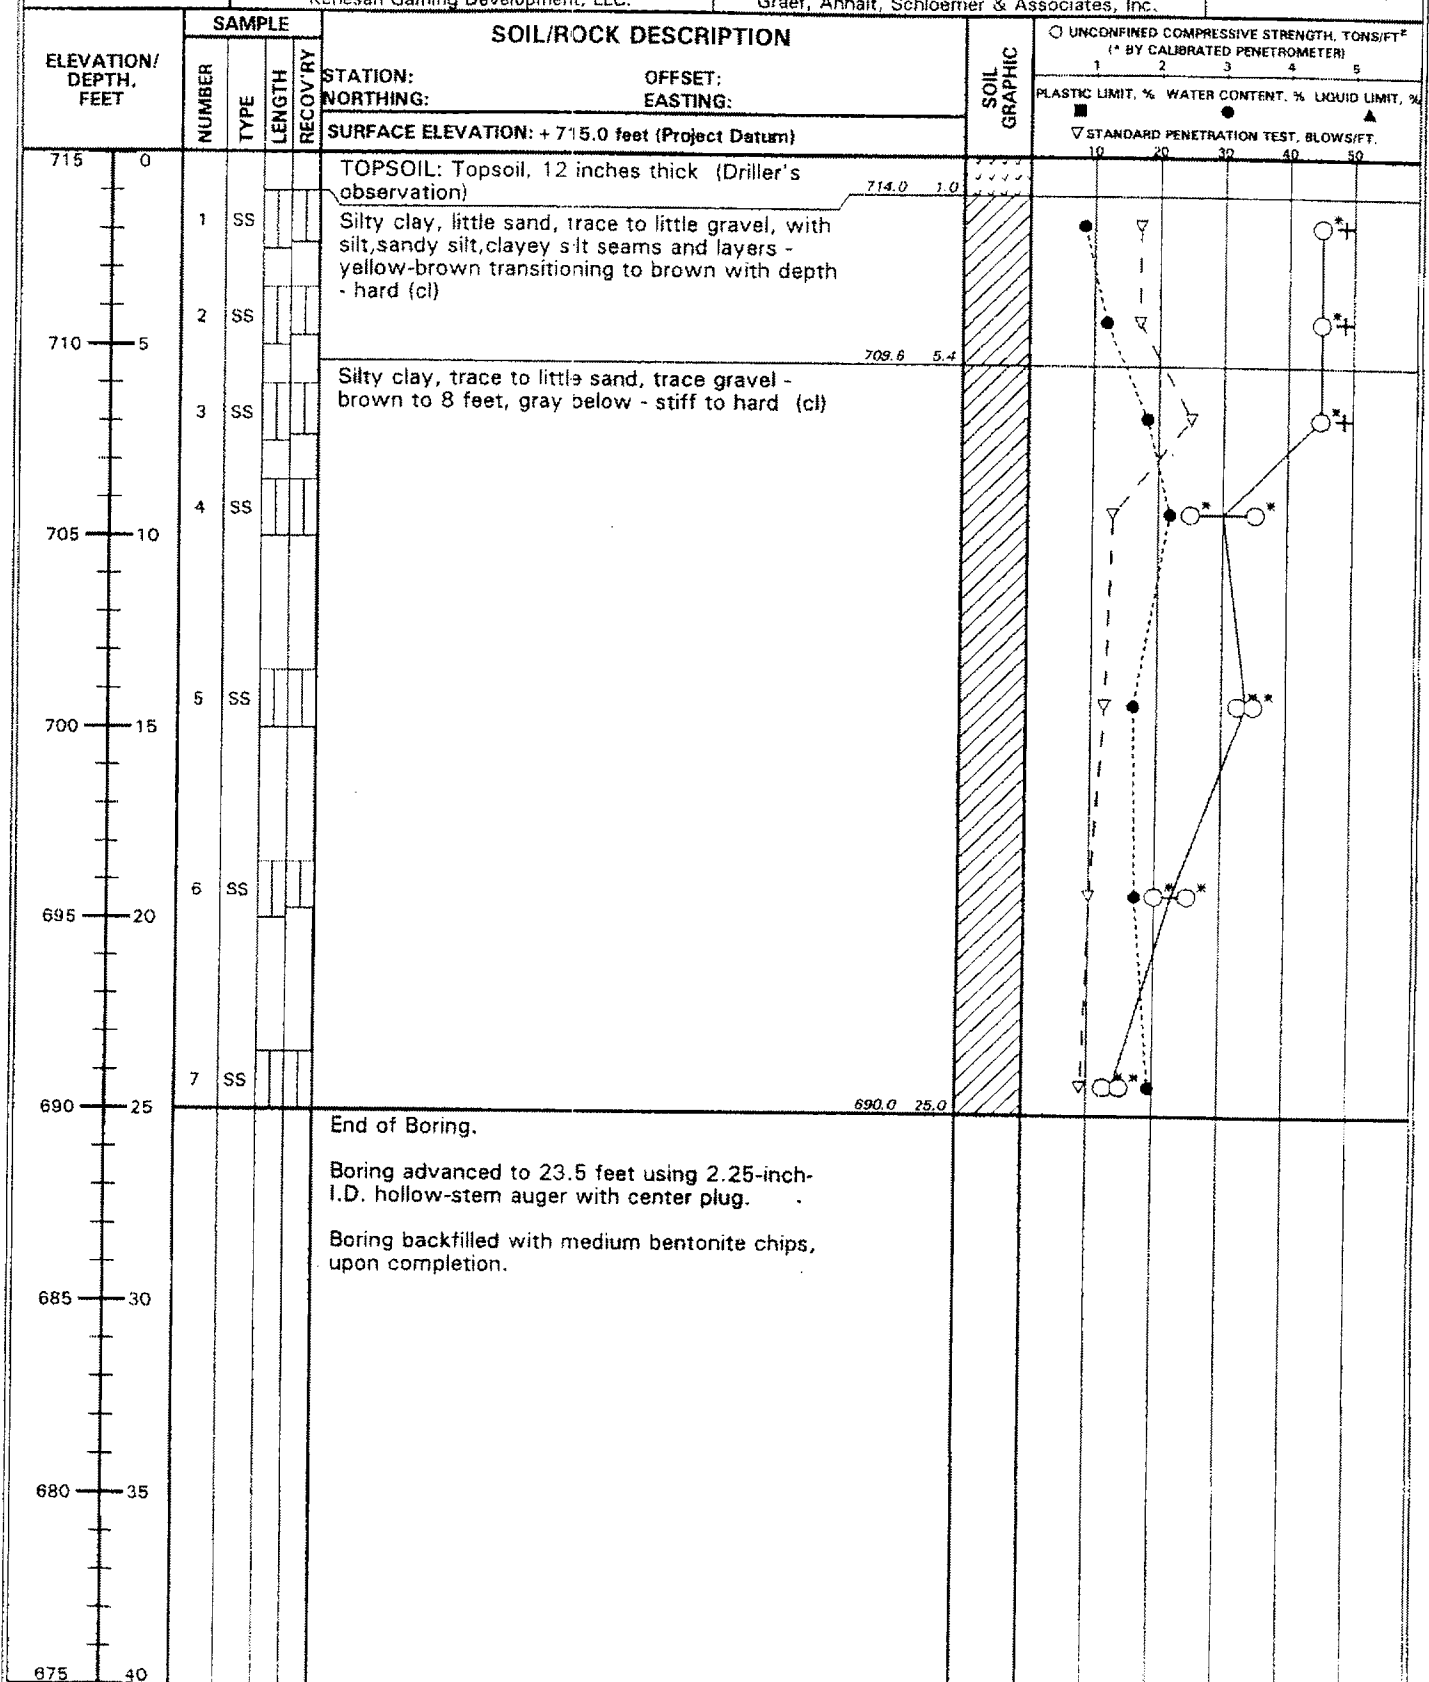 Graef, Anhalt, Schloemer & Associates, Inc.
SAMPLE
ELEVATION/
DEPTH,
FEET
NUMBER
TYPE
LENGTH
RECOV'RY
SOIL/ROCK DESCRIPTION
STATION: OFFSET:
NORTHING: EASTING:
SURFACE ELEVATION: + 715.0 feet (Project Datum)
SOIL
GRAPHIC
○ UNCONFINED COMPRESSIVE STRENGTH, TONS/FT²
(* BY CALIBRATED PENETROMETER)
1 2 3 4 5
PLASTIC LIMIT, % WATER CONTENT, % LIQUID LIMIT, %
▽ STANDARD PENETRATION TEST, BLOWS/FT.
10 20 30 40 50
715 0
TOPSOIL: Topsoil, 12 inches thick (Driller's
observation)
714.0 1.0
1 SS
Silty clay, little sand, trace to little gravel, with
silt,sandy silt,clayey silt seams and layers -
yellow-brown transitioning to brown with depth
- hard (cl)
2 SS
710 5
709.6 5.4
Silty clay, trace to little sand, trace gravel -
brown to 8 feet, gray below - stiff to hard (cl)
3 SS
4 SS
705 10
5 SS
700 15
6 SS
695 20
7 SS
690 25
690.0 25.0
End of Boring.
Boring advanced to 23.5 feet using 2.25-inch-
I.D. hollow-stem auger with center plug.
Boring backfilled with medium bentonite chips,
upon completion.
685 30
680 35
675 40